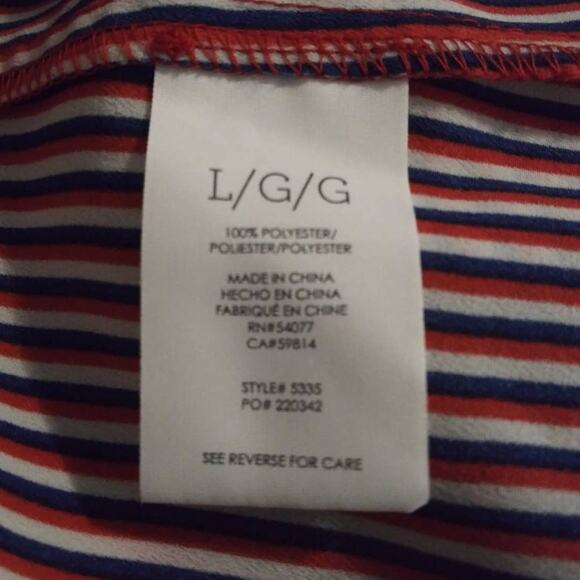 L/G/G
100% POLYESTER/
POLIESTER/POLYESTER
MADE IN CHINA
HECHO EN CHINA
FABRIQUÉ EN CHINE
RN#54077
CA#59814
STYLE# 5335
PO# 220342
SEE REVERSE FOR CARE